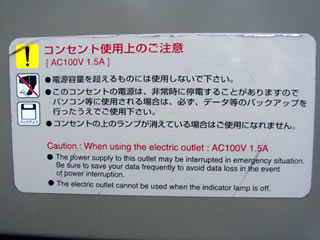 コンセント使用上のご注意
[ AC100V 1.5A ]
●電源容量を超えるものには使用しないで下さい。
●このコンセントの電源は、非常時に停電することがありますので
パソコン等に使用される場合は、必ず、データ等のバックアップを
行ったうえでご使用下さい。
●コンセントの上のランプが消えている場合はご使用になれません。
バックアップ
Caution : When using the electric outlet : AC100V 1.5A
● The power supply to this outlet may be interrupted in emergency situation.
Be sure to save your data frequently to avoid data loss in the event
of power interruption.
● The electric outlet cannot be used when the indicator lamp is off.